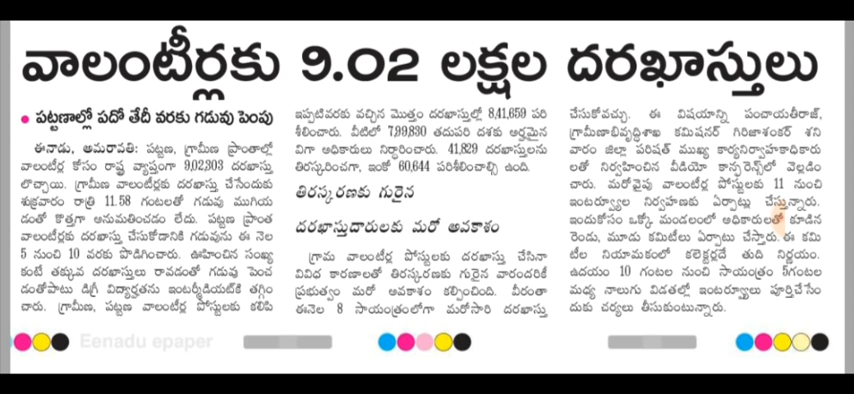 వాలంటీర్లకు 9.02 లక్షల దరఖాస్తులు
• పట్టణాల్లో పదో తేదీ వరకు గడువు పెంపు
ఈనాడు, అమరావతి: పట్టణ, గ్రామీణ ప్రాంతాల్లో
వాలంటీర్ల కోసం రాష్ట్ర వ్యాప్తంగా 9,02,303 దరఖాస్తు
లొచ్చాయి. గ్రామీణ వాలంటీర్లకు దరఖాస్తు చేసేందుకు
శుక్రవారం రాత్రి 11.58 గంటలతో గడువు ముగియ
డంతో కొత్తగా అనుమతించడం లేదు. పట్టణ ప్రాంత
వాలంటీర్లకు దరఖాస్తు చేసుకోడానికి గడువును ఈ నెల
5 నుంచి 10 వరకు పొడిగించారు. ఊహించిన సంఖ్య
కంటే తక్కువ దరఖాస్తులు రావడంతో గడువు పెంచ
డంతోపాటు డిగ్రీ విద్యార్హతను ఇంటర్మీడియట్‌కి తగ్గిం
చారు. గ్రామీణ, పట్టణ వాలంటీర్ల పోస్టులకు కలిపి
ఇప్పటివరకు వచ్చిన మొత్తం దరఖాస్తుల్లో 8,41,659 పరి
శీలించారు. వీటిలో 7,99,830 తదుపరి దశకు అర్హమైన
విగా అధికారులు నిర్ధారించారు. 41,829 దరఖాస్తులను
తిరస్కరించగా, ఇంకో 60,644 పరిశీలించాల్సి ఉంది.
తిరస్కరణకు గురైన
దరఖాస్తుదారులకు మరో అవకాశం
గ్రామ వాలంటీర్ల పోస్టులకు దరఖాస్తు చేసినా
వివిధ కారణాలతో తిరస్కరణకు గురైన వారందరికీ
ప్రభుత్వం మరో అవకాశం కల్పించింది. వీరంతా
ఈనెల 8 సాయంత్రంలోగా మరోసారి దరఖాస్తు
చేసుకోవచ్చు. ఈ విషయాన్ని పంచాయతీరాజ్,
గ్రామీణాభివృద్ధిశాఖ కమిషనర్ గిరిజాశంకర్ శని
వారం జిల్లా పరిషత్ ముఖ్య కార్యనిర్వాహకాధికారు
లతో నిర్వహించిన వీడియో కాన్ఫరెన్స్‌లో వెల్లడిం
చారు. మరోవైపు వాలంటీర్ల పోస్టులకు 11 నుంచి
ఇంటర్వ్యూల నిర్వహణకు ఏర్పాట్లు చేస్తున్నారు.
ఇందుకోసం ఒక్కో మండలంలో అధికారులతో కూడిన
రెండు, మూడు కమిటీలు ఏర్పాటు చేస్తారు. ఈ కమి
టీల నియామకంలో కలెక్టర్లదే తుది నిర్ణయం.
ఉదయం 10 గంటల నుంచి సాయంత్రం 5గంటల
మధ్య నాలుగు విడతల్లో ఇంటర్వ్యూలు పూర్తిచేసేం
దుకు చర్యలు తీసుకుంటున్నారు.
Eenadu epaper